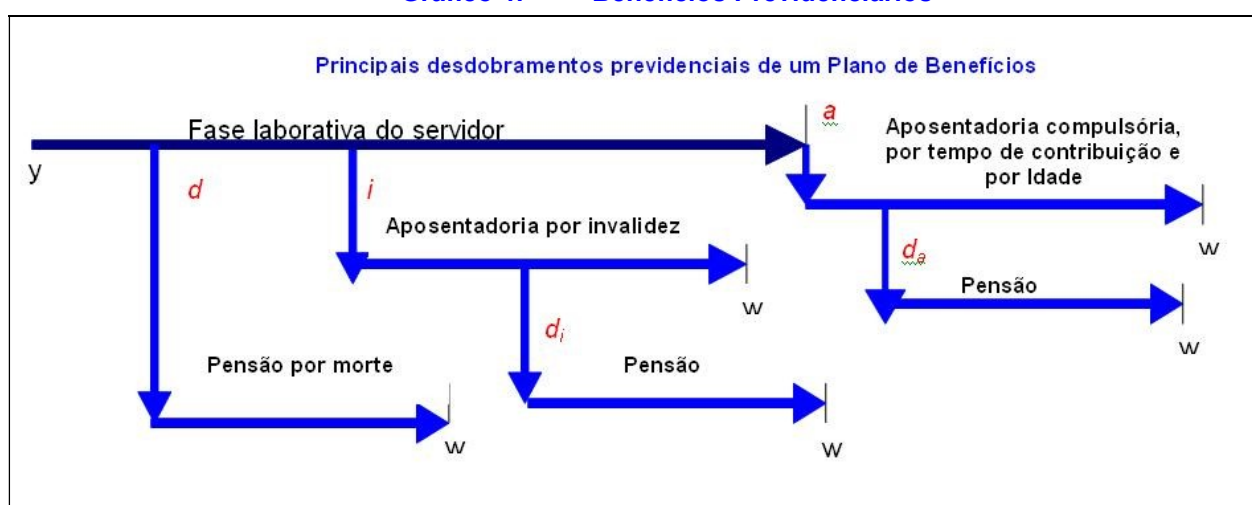 Principais desdobramentos previdenciais de um Plano de Benefícios
Fase laborativa do servidor
a
Aposentadoria compulsória,
por tempo de contribuição e
por Idade
y
d
i
Aposentadoria por invalidez
w
w
da
Pensão
w
di
Pensão por morte
Pensão
w
w